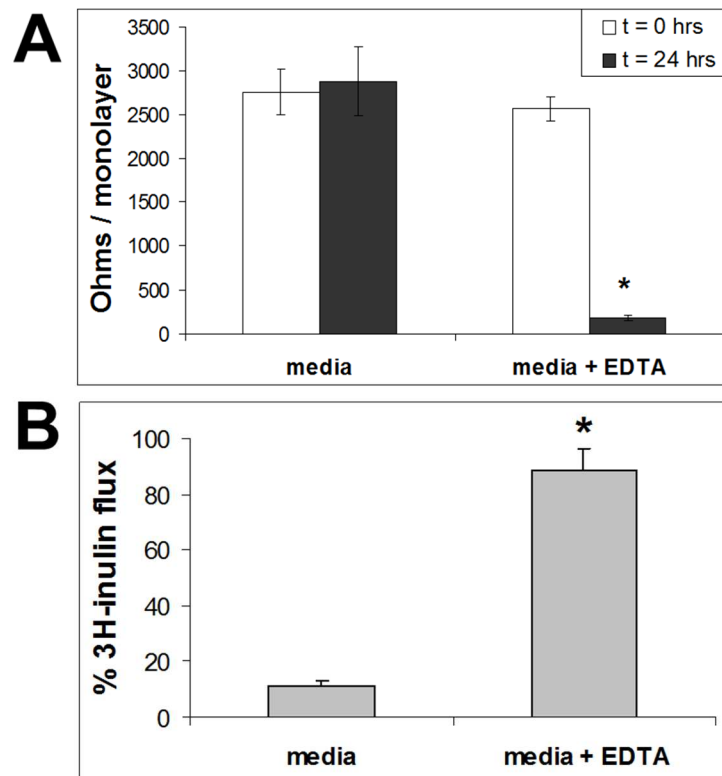 A
t = 0 hrs
t = 24 hrs
Ohms / monolayer
3500
3000
2500
2000
1500
1000
500
0
*
media
media + EDTA
B
% 3H-inulin flux
100
80
60
40
20
0
*
media
media + EDTA